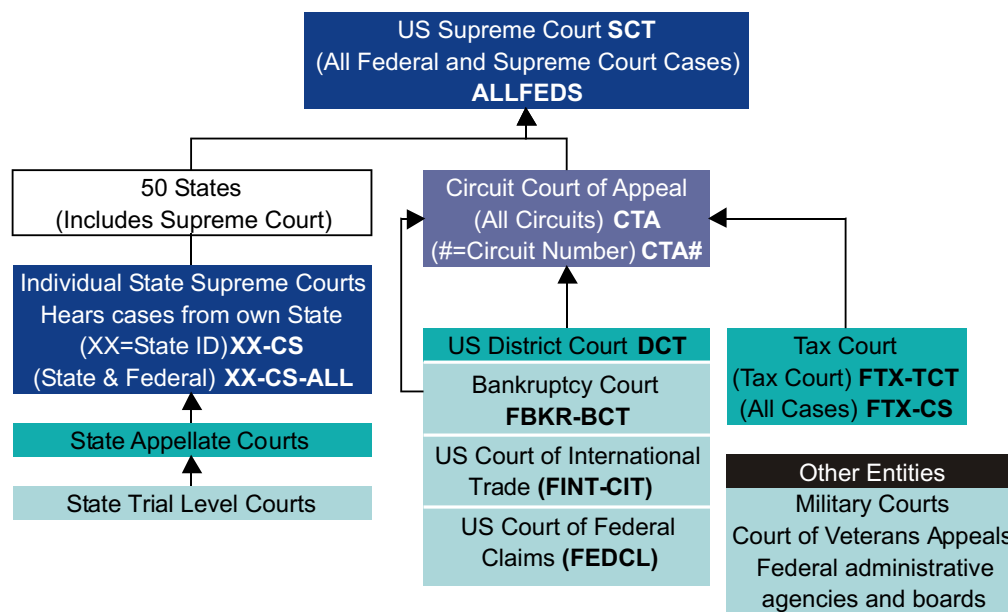 US Supreme Court SCT
(All Federal and Supreme Court Cases)
ALLFEDS
50 States
(Includes Supreme Court)
Individual State Supreme Courts
Hears cases from own State
(XX=State ID)XX-CS
(State & Federal) XX-CS-ALL
State Appellate Courts
State Trial Level Courts
Circuit Court of Appeal
(All Circuits) CTA
(#=Circuit Number) CTA#
US District Court DCT
Bankruptcy Court
FBKR-BCT
US Court of International
Trade (FINT-CIT)
US Court of Federal
Claims (FEDCL)
Tax Court
(Tax Court) FTX-TCT
(All Cases) FTX-CS
Other Entities
Military Courts
Court of Veterans Appeals
Federal administrative
agencies and boards